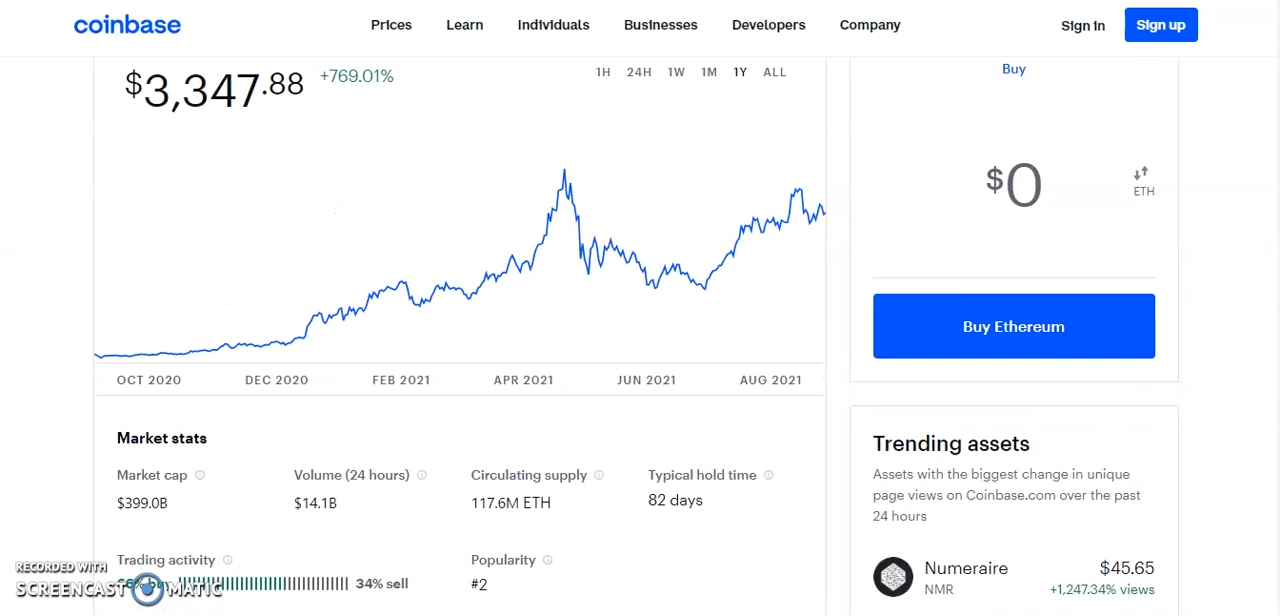 coinbase
Prices Learn Individuals Businesses Developers Company Sign in Sign up
$3,347.88 +769.01% 1H 24H 1W 1M 1Y ALL
OCT 2020 DEC 2020 FEB 2021 APR 2021 JUN 2021 AUG 2021
Market stats
Market cap Volume (24 hours) Circulating supply Typical hold time
$399.0B $14.1B 117.6M ETH 82 days
Trading activity Popularity
34% sell #2
Buy
$0
ETH
Buy Ethereum
Trending assets
Assets with the biggest change in unique
page views on Coinbase.com over the past
24 hours
Numeraire $45.65
NMR +1,247.34% views
RECORDED WITH
SCREENCAST MATIC